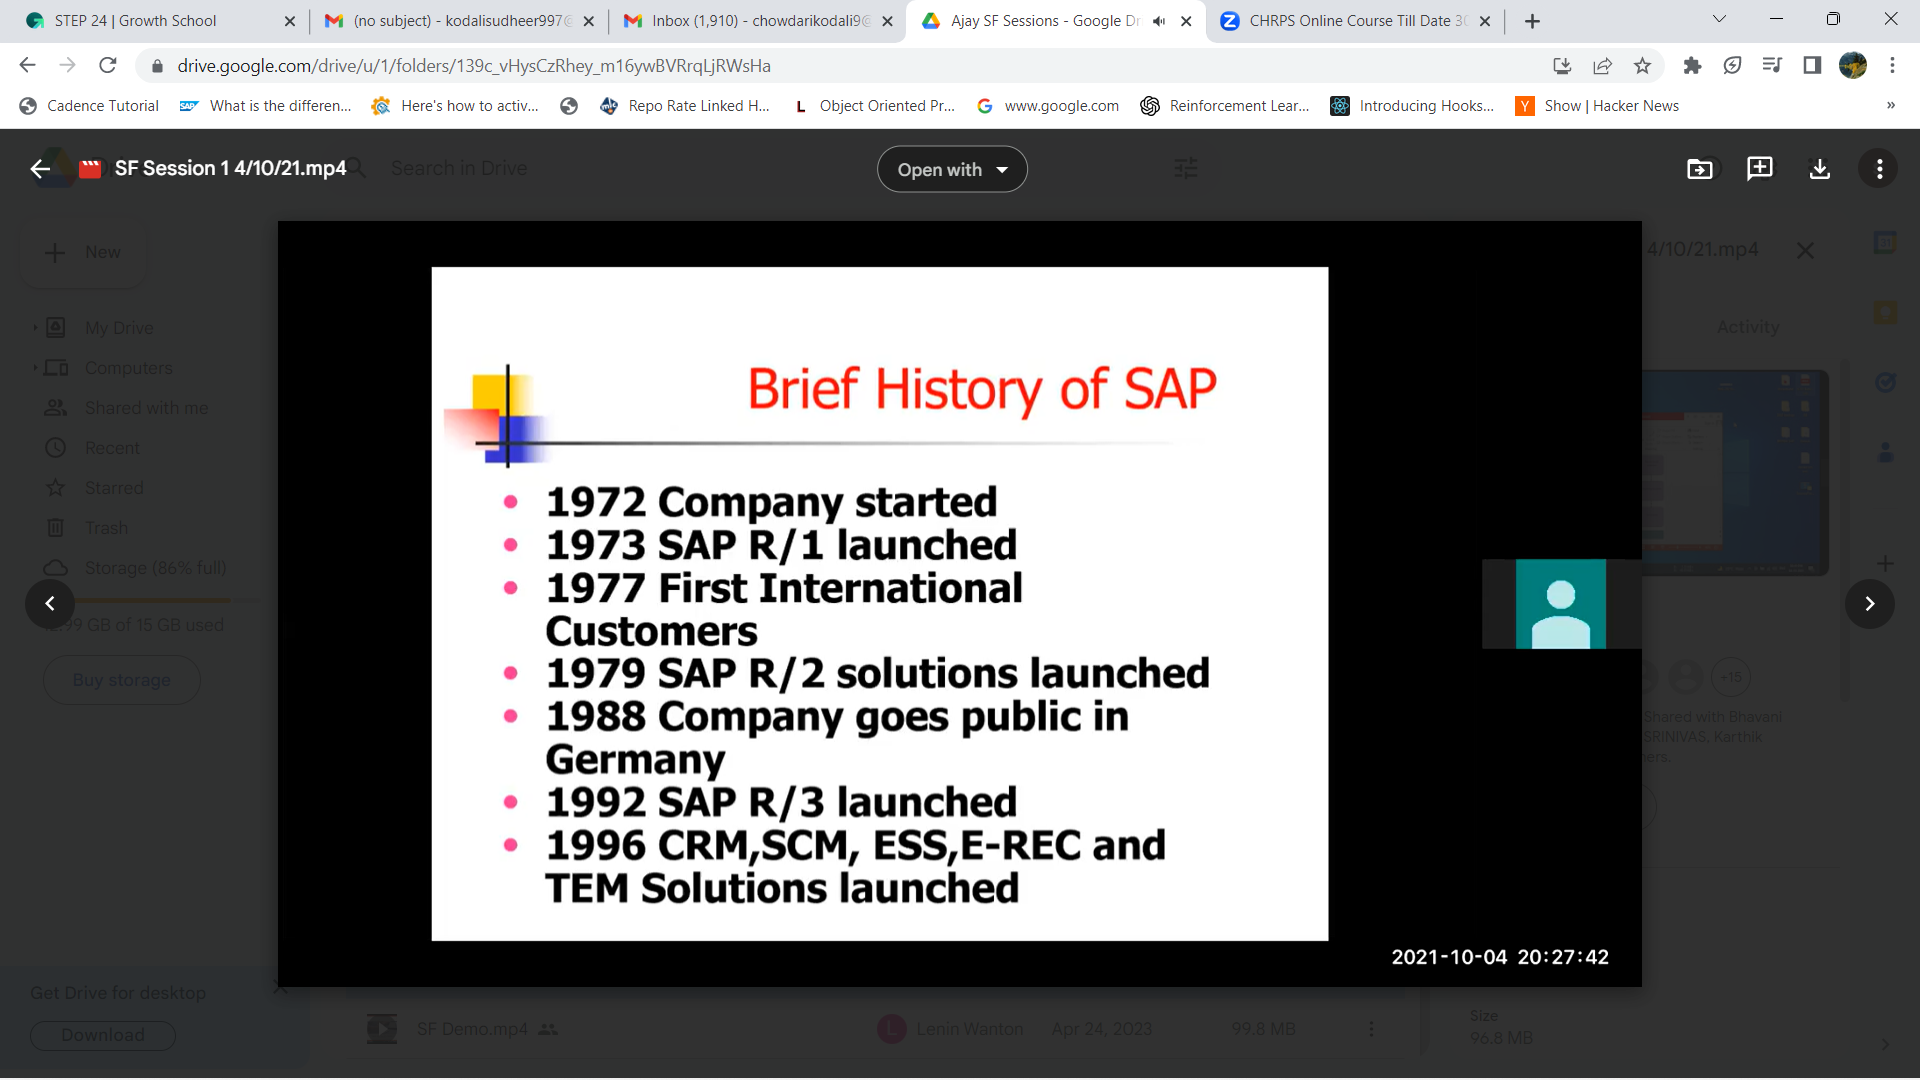 STEP 24 | Growth School
(no subject) - kodalisudheer997@
Inbox (1,910) - chowdarikodali9@
Ajay SF Sessions - Google Dr
CHRPS Online Course Till Date 30
drive.google.com/drive/u/1/folders/139c_vHysCzRhey_m16ywBVRrqLjRWsHa
Cadence Tutorial
What is the differen...
Here's how to activ...
Repo Rate Linked H...
Object Oriented Pr...
www.google.com
Reinforcement Lear...
Introducing Hooks...
Show | Hacker News
SF Session 1 4/10/21.mp4
Search in Drive
Open with
New
4/10/21.mp4
My Drive
Computers
Shared with me
Recent
Starred
Trash
Storage (86% full)
GB of 15 GB used
Buy storage
Activity
Brief History of SAP
• 1972 Company started
• 1973 SAP R/1 launched
• 1977 First International
Customers
• 1979 SAP R/2 solutions launched
• 1988 Company goes public in
Germany
• 1992 SAP R/3 launched
• 1996 CRM,SCM, ESS,E-REC and
TEM Solutions launched
2021-10-04 20:27:42
+15
Shared with Bhavani
SRINIVAS, Karthik
Get Drive for desktop
Download
SF Demo.mp4
Lenin Wanton
Apr 24, 2023
99.8 MB
Size
96.8 MB